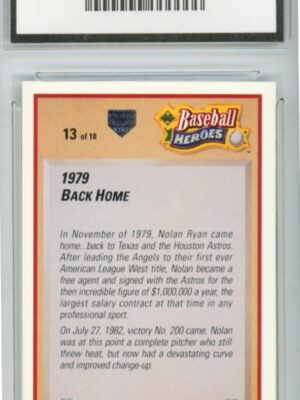 13 of 18
Baseball
HEROES
1979
BACK HOME
In November of 1979, Nolan Ryan came
home..back to Texas and the Houston Astros.
After leading the Angels to their first ever
American League West title, Nolan became a
free agent and signed with the Astros for the
then incredible figure of $1,000,000 a year, the
largest salary contract at that time in any
professional sport.
On July 27, 1982, victory No. 200 came. Nolan
was at this point a complete pitcher who still
threw heat, but now had a devastating curve
and improved change-up.